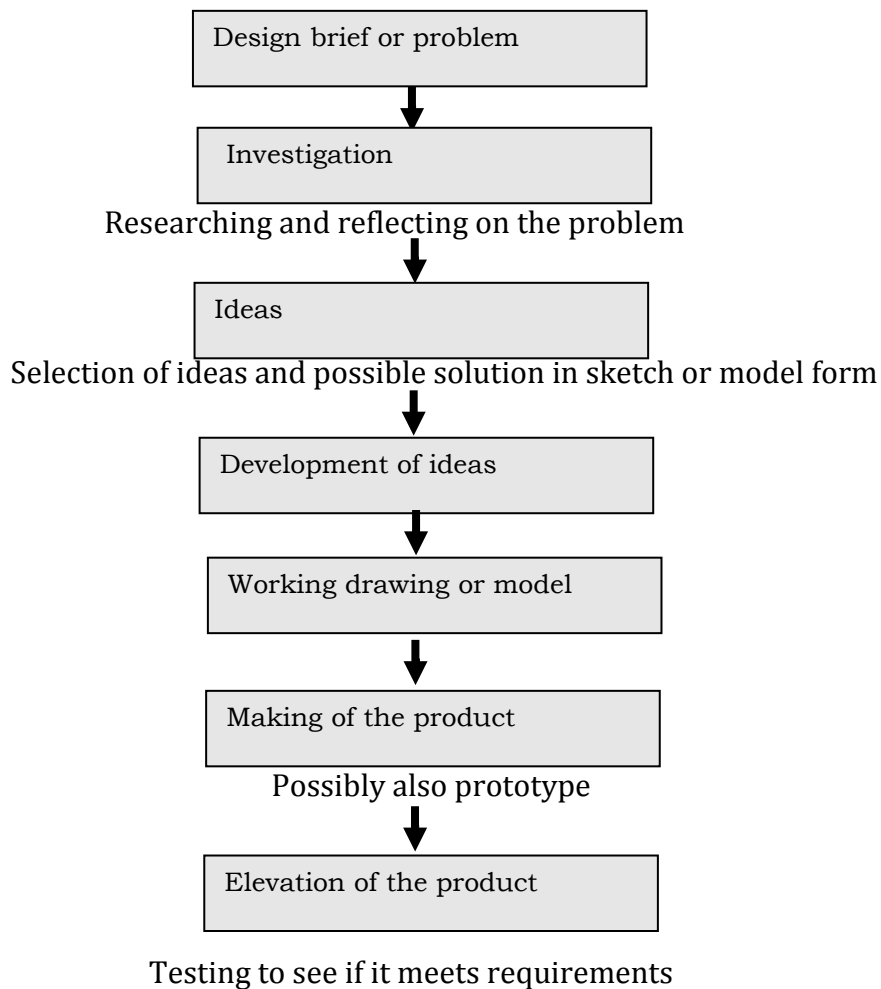 Design brief or problem
Investigation
Researching and reflecting on the problem
Ideas
Selection of ideas and possible solution in sketch or model form
Development of ideas
Working drawing or model
Making of the product
Possibly also prototype
Elevation of the product
Testing to see if it meets requirements